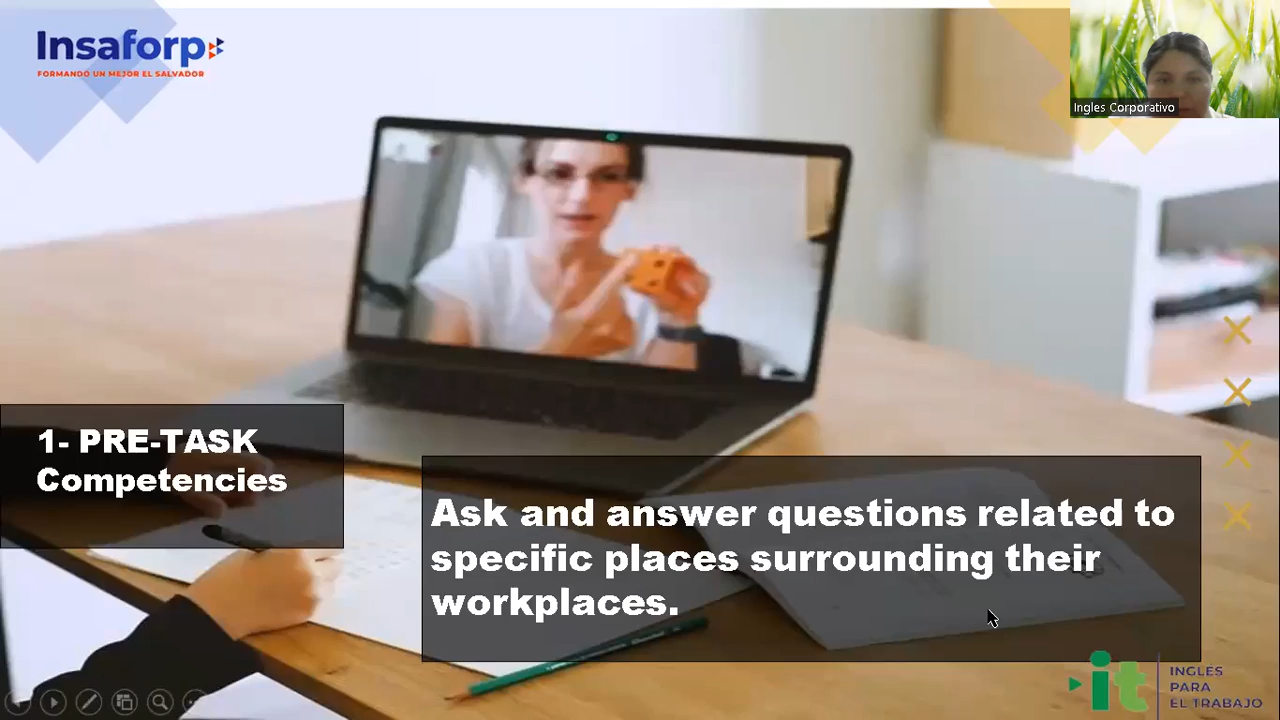 Insaforp
FORMANDO UN MEJOR EL SALVADOR
Ingles Corporativo
1- PRE-TASK
Competencies
Ask and answer questions related to
specific places surrounding their
workplaces.
it
INGLES
PARA
EL TRABAJO